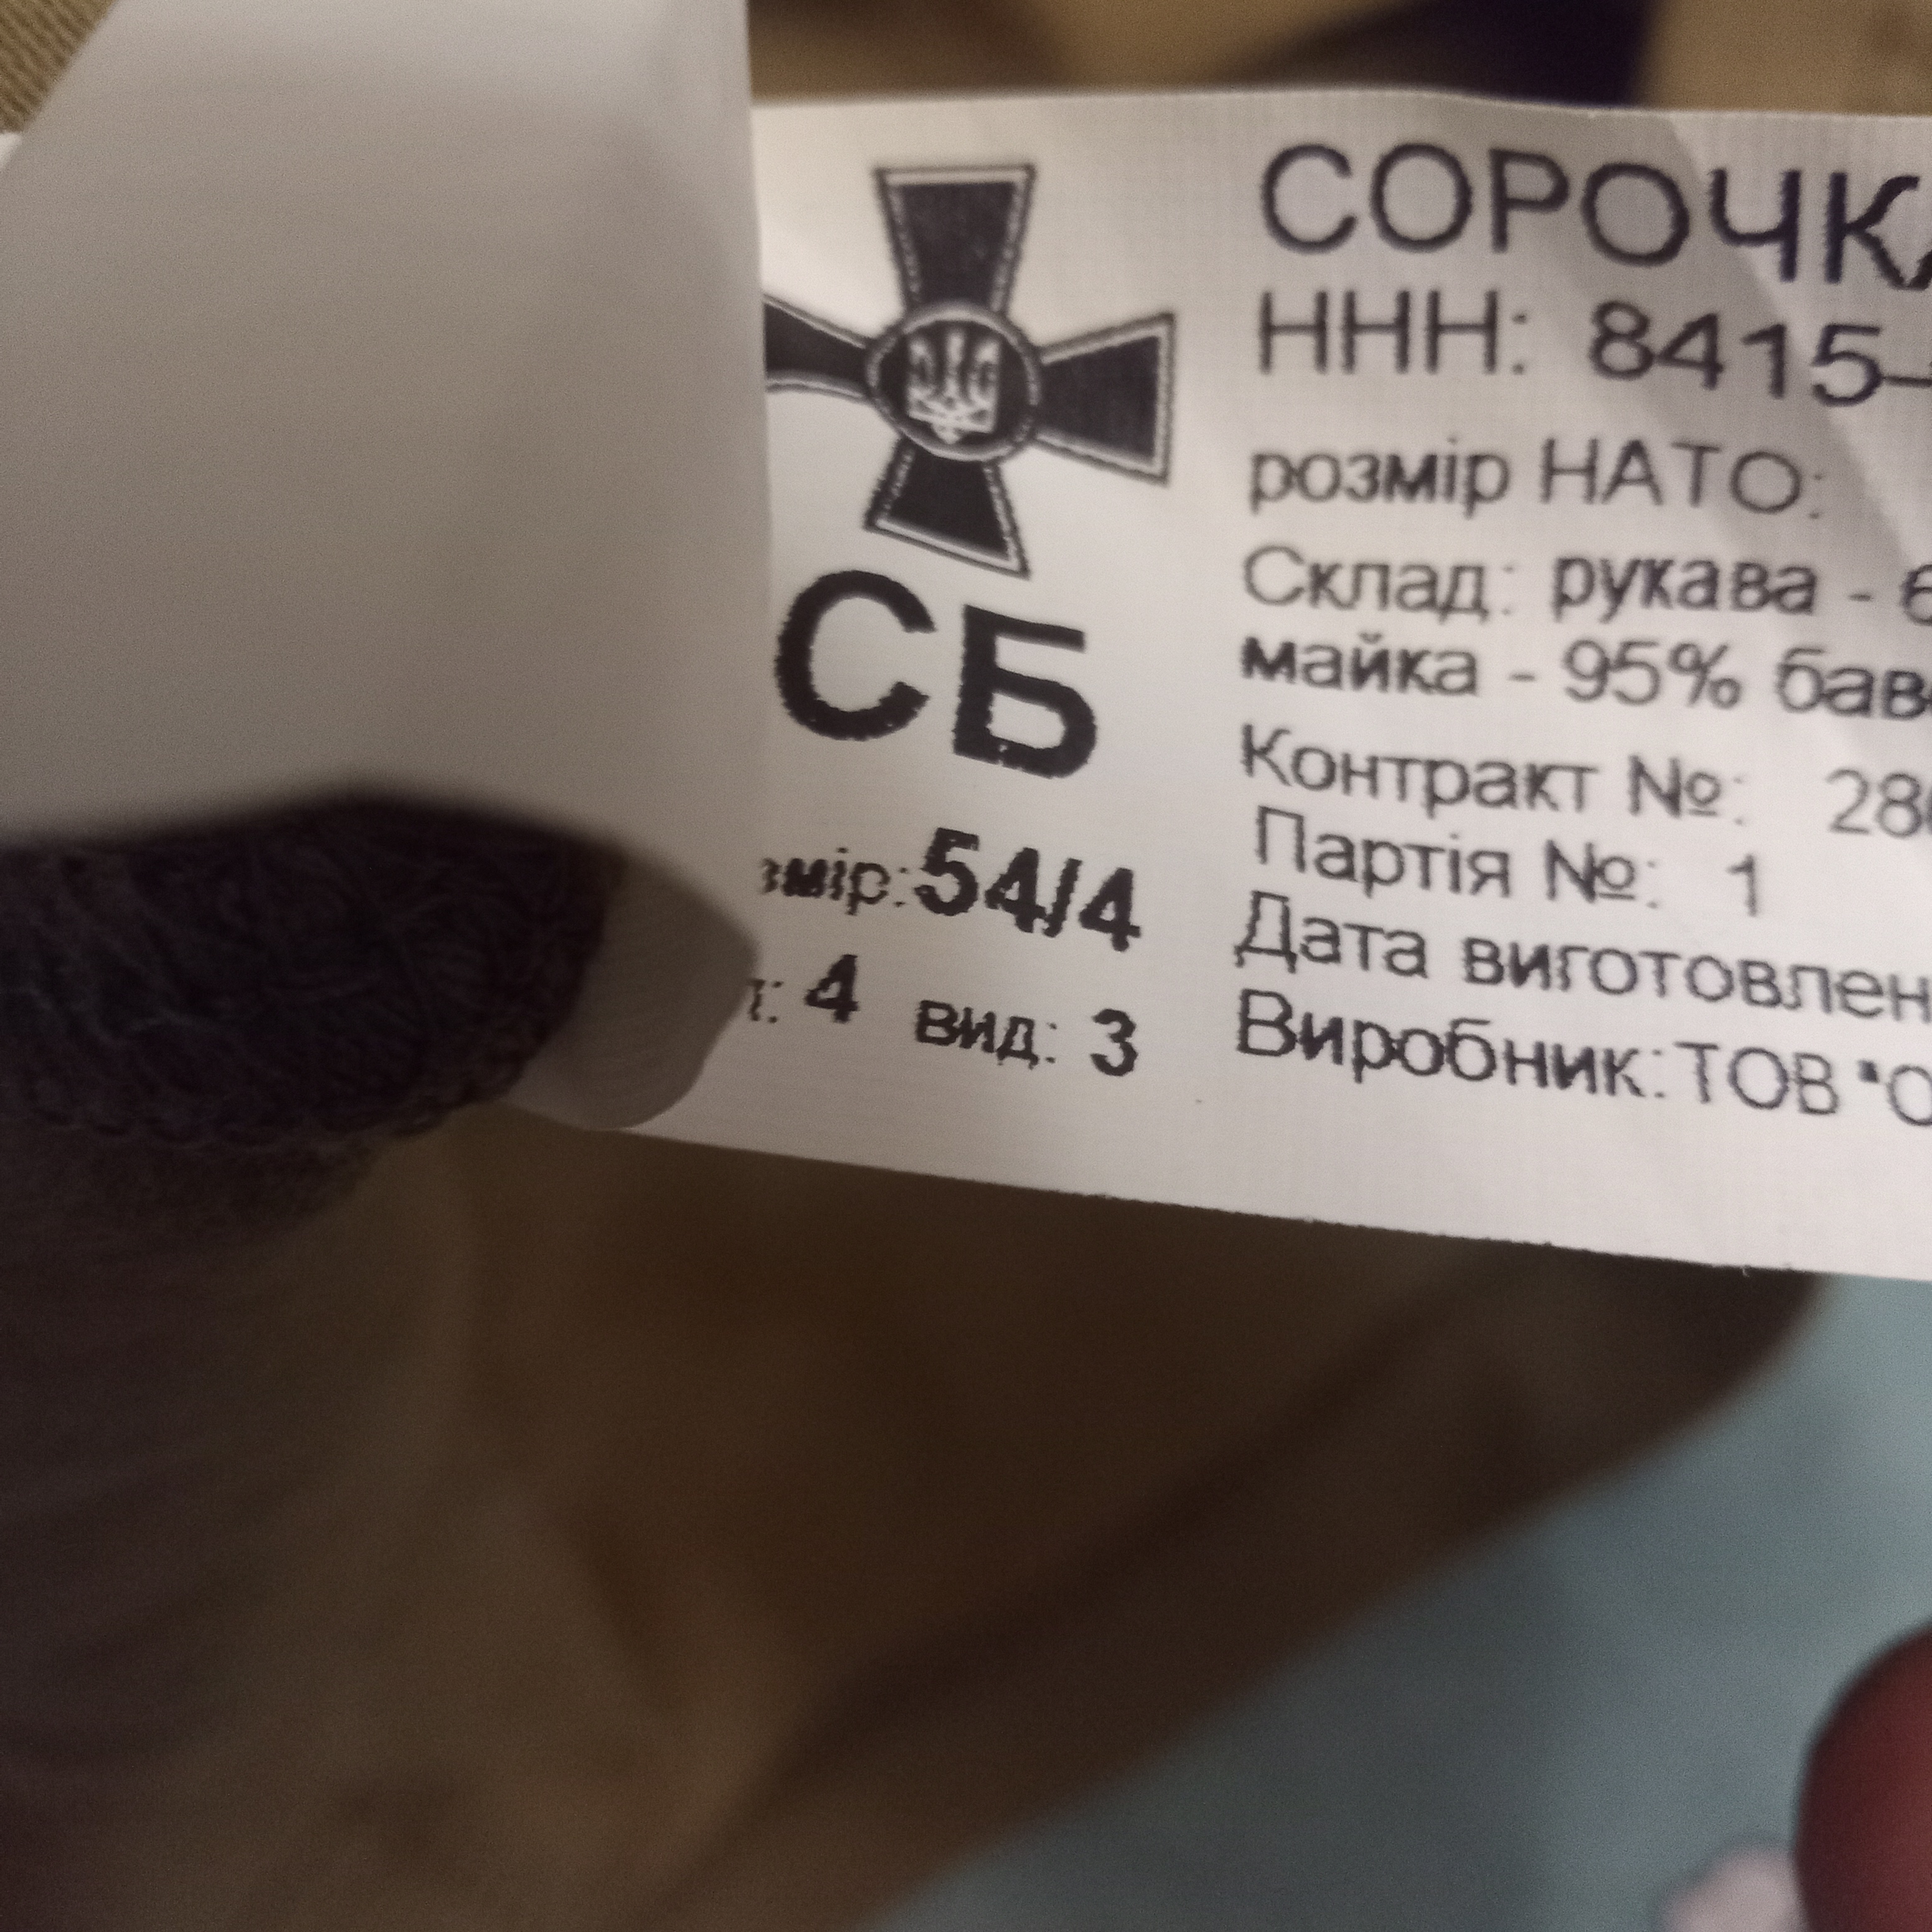 СБ
54/4
4 вид: 3
СОРОЧКА
ННН: 8415-
розмір НАТО:
Склад: рукава - 6
майка - 95% бав
Контракт №: 28
Партія №: 1
Дата виготовлен
Виробник: ТОВ "О